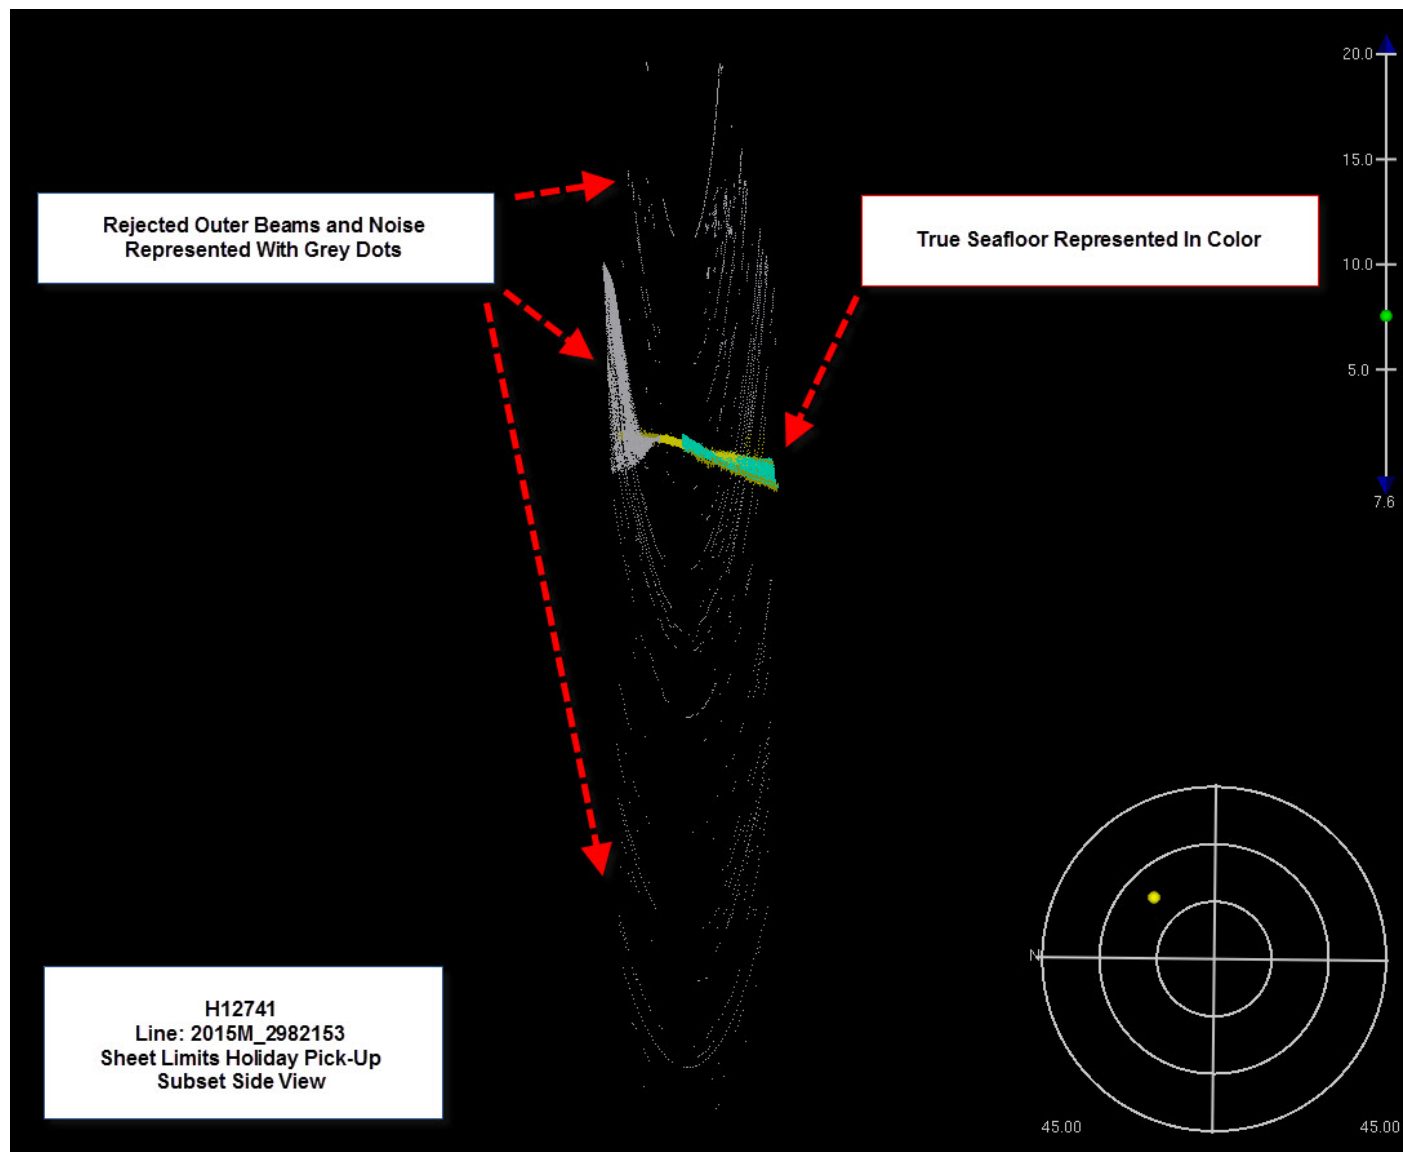 20.0
15.0
Rejected Outer Beams and Noise
Represented With Grey Dots
True Seafloor Represented In Color
10.0
5.0
7.6
N
H12741
Line: 2015M_2982153
Sheet Limits Holiday Pick-Up
Subset Side View
45.00
45.00